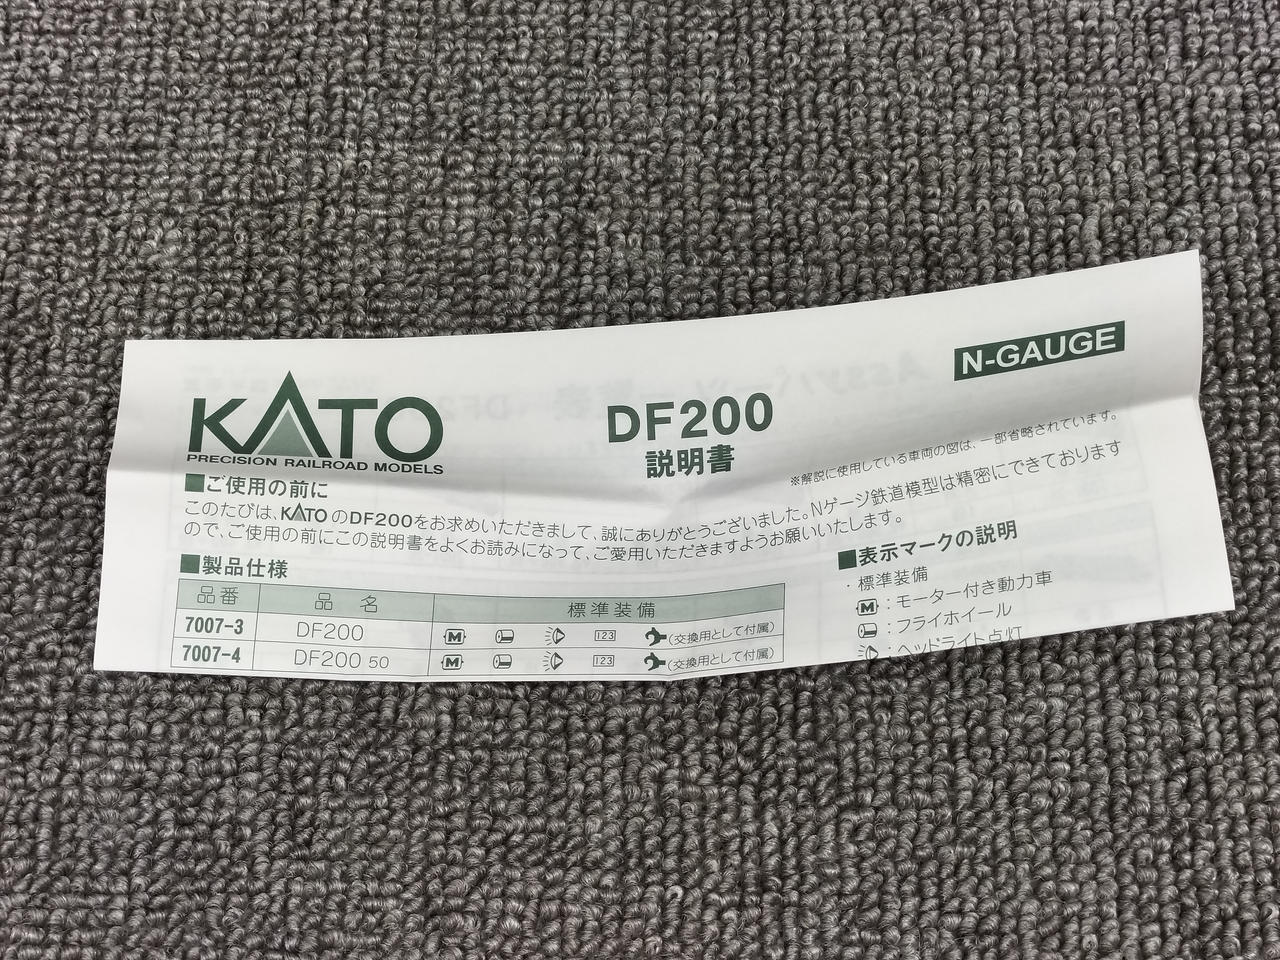 KATO
PRECISION RAILROAD MODELS
DF200
説明書
N-GAUGE
※解説に使用している車両の図は、一部省略されています。
■ご使用の前に
このたびは、KATOのDF200をお求めいただきまして、誠にありがとうございました。Nゲージ鉄道模型は精密にできております
ので、ご使用の前にこの説明書をよくお読みになって、ご愛用いただきますようお願いいたします。
■製品仕様
品番 品名 標準装備
7007-3 DF200 M 123 (交換用として付属)
7007-4 DF200 50 M 123 (交換用として付属)
■表示マークの説明
・標準装備
M：モーター付き動力車
：フライホイール
：ヘッドライト点灯